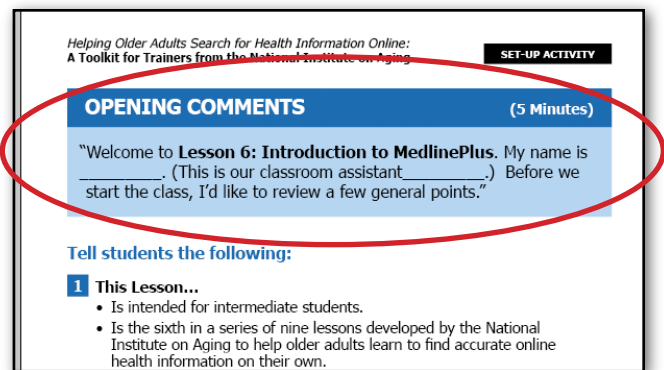 Helping Older Adults Search for Health Information Online:
A Toolkit for Trainers from the National Institute on Aging
SET-UP ACTIVITY
OPENING COMMENTS (5 Minutes)
“Welcome to Lesson 6: Introduction to MedlinePlus. My name is
_________. (This is our classroom assistant_________.) Before we
start the class, I’d like to review a few general points.”
Tell students the following:
1 This Lesson...
• Is intended for intermediate students.
• Is the sixth in a series of nine lessons developed by the National
Institute on Aging to help older adults learn to find accurate online
health information on their own.